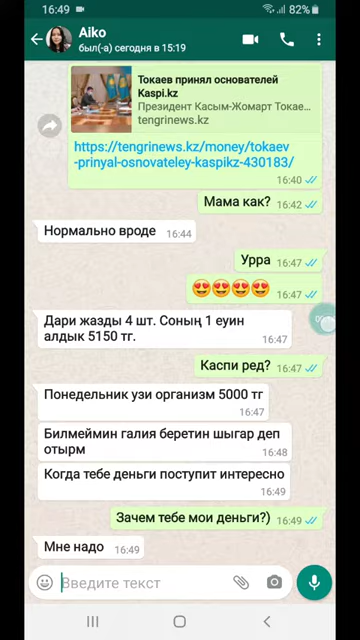 16:49
82%
Aiko
был(-а) сегодня в 15:19
Токаев принял основателей
Kaspi.kz
Президент Касым-Жомарт Токае...
tengrinews.kz
https://tengrinews.kz/money/tokaev
-prinyal-osnovateley-kaspikz-430183/
16:40
Мама как?
16:42
Нормально вроде
16:44
Урра
16:47
16:47
Дари жазды 4 шт. Соның 1 еуин
алдык 5150 тг.
16:47
Каспи ред?
16:47
Понедельник узи организм 5000 тг
16:47
Билмеймин галия беретин шыгар деп
отырм
16:48
Когда тебе деньги поступит интересно
16:49
Зачем тебе мои деньги?)
16:49
Мне надо
16:49
Введите текст